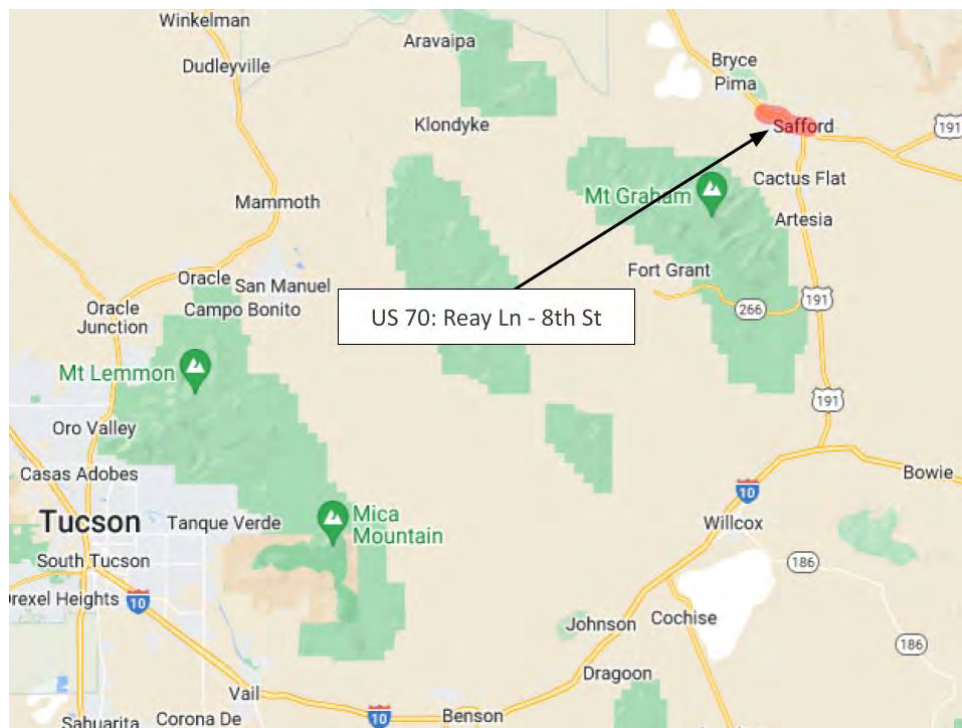 Winkelman
Aravaipa
Bryce
Dudleyville
Pima
Klondyke
Safford
191
Cactus Flat
Mt Graham
Mammoth
Artesia
Oracle
San Manuel
Fort Grant
Oracle
Junction
Campo Bonito
US 70: Reay Ln - 8th St
266
191
Mt Lemmon
191
Oro Valley
Casas Adobes
Bowie
10
Tucson
Tanque Verde
Mica
Mountain
Willcox
South Tucson
186
Drexel Heights
10
Johnson
Cochise
186
Dragoon
Vail
10
Benson
Sahuarita
Corona De